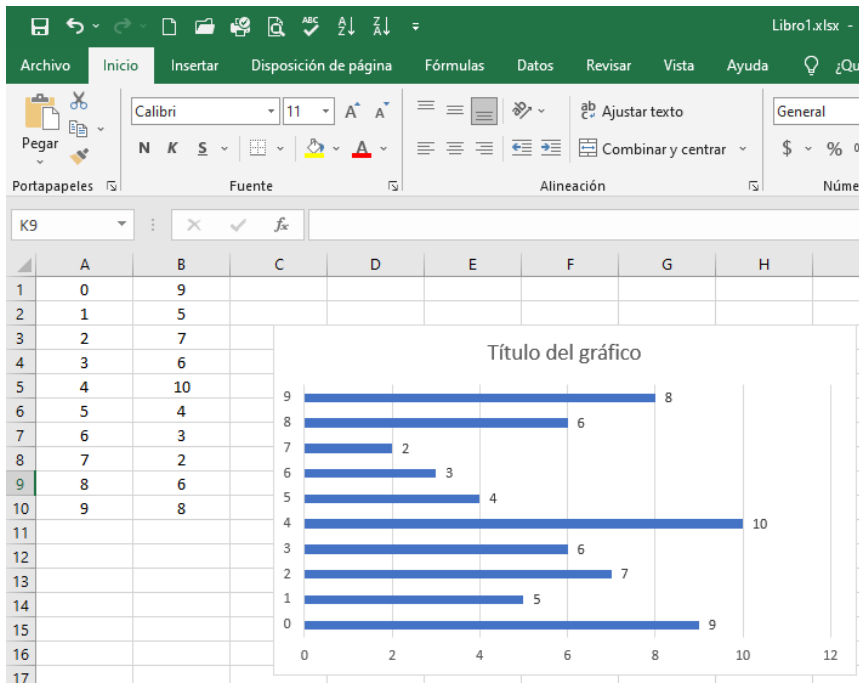 Libro1.xlsx -
Archivo Inicio Insertar Disposición de página Fórmulas Datos Revisar Vista Ayuda ¿Qu
Pegar
Calibri 11 A A
N K S A
ab Ajustar texto
Combinar y centrar
General
$ %
Portapapeles Fuente Alineación Núme
K9 fx
A B C D E F G H
1 0 9
2 1 5
3 2 7
4 3 6
5 4 10
6 5 4
7 6 3
8 7 2
9 8 6
10 9 8
11
12
13
14
15
16
17
Título del gráfico
9 8
8 6
7 2
6 3
5 4
4 10
3 6
2 7
1 5
0 9
0 2 4 6 8 10 12